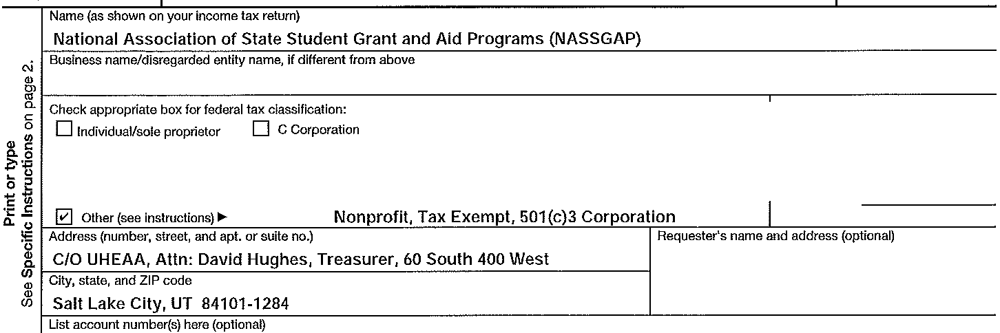 Name (as shown on your income tax return)
National Association of State Student Grant and Aid Programs (NASSGAP)
Business name/disregarded entity name, if different from above
Check appropriate box for federal tax classification:
Individual/sole proprietor C Corporation
Other (see instructions) ▶ Nonprofit, Tax Exempt, 501(c)3 Corporation
Address (number, street, and apt. or suite no.)
C/O UHEAA, Attn: David Hughes, Treasurer, 60 South 400 West
City, state, and ZIP code
Salt Lake City, UT 84101-1284
Requester's name and address (optional)
List account number(s) here (optional)
Print or type
See Specific Instructions on page 2.